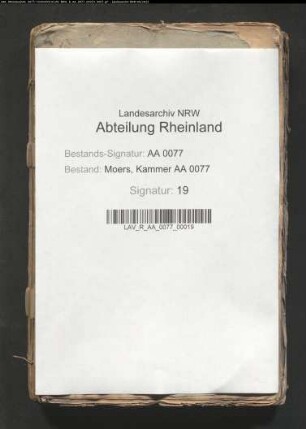 Landesarchiv NRW
Abteilung Rheinland
Bestands-Signatur: AA 0077
Bestand: Moers, Kammer AA 0077
Signatur: 19
LAV_R_AA_0077_00019